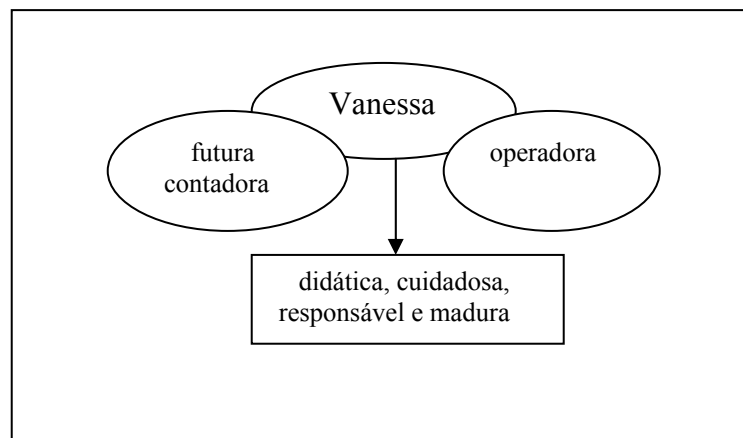 Vanessa
futura
contadora
operadora
didática, cuidadosa,
responsável e madura